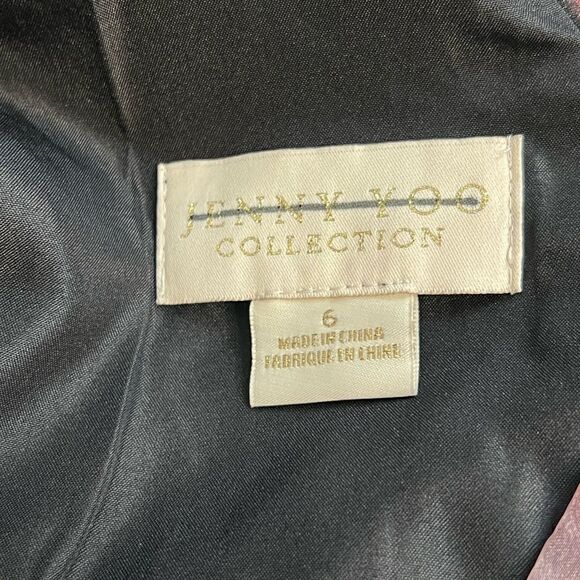 JENNY YOO
COLLECTION
6
MADE IN CHINA
FABRIQUE EN CHINE